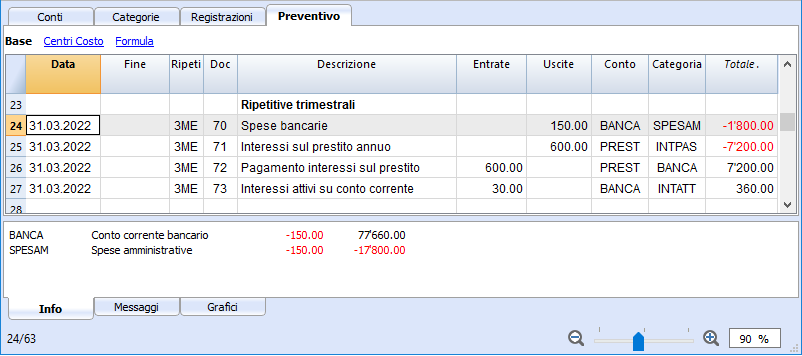 Conti Categorie Registrazioni Preventivo
Base Centri Costo Formula
Data Fine Ripeti Doc Descrizione Entrate Uscite Conto Categoria Totale .
23 Ripetitive trimestrali
24 31.03.2022 3ME 70 Spese bancarie 150.00 BANCA SPESAM -1'800.00
25 31.03.2022 3ME 71 Interessi sul prestito annuo 600.00 PREST INTPAS -7'200.00
26 31.03.2022 3ME 72 Pagamento interessi sul prestito 600.00 PREST BANCA 7'200.00
27 31.03.2022 3ME 73 Interessi attivi su conto corrente 30.00 BANCA INTATT 360.00
28
BANCA Conto corrente bancario -150.00 77'660.00
SPESAM Spese amministrative -150.00 -17'800.00
Info Messaggi Grafici
24/63 90 %